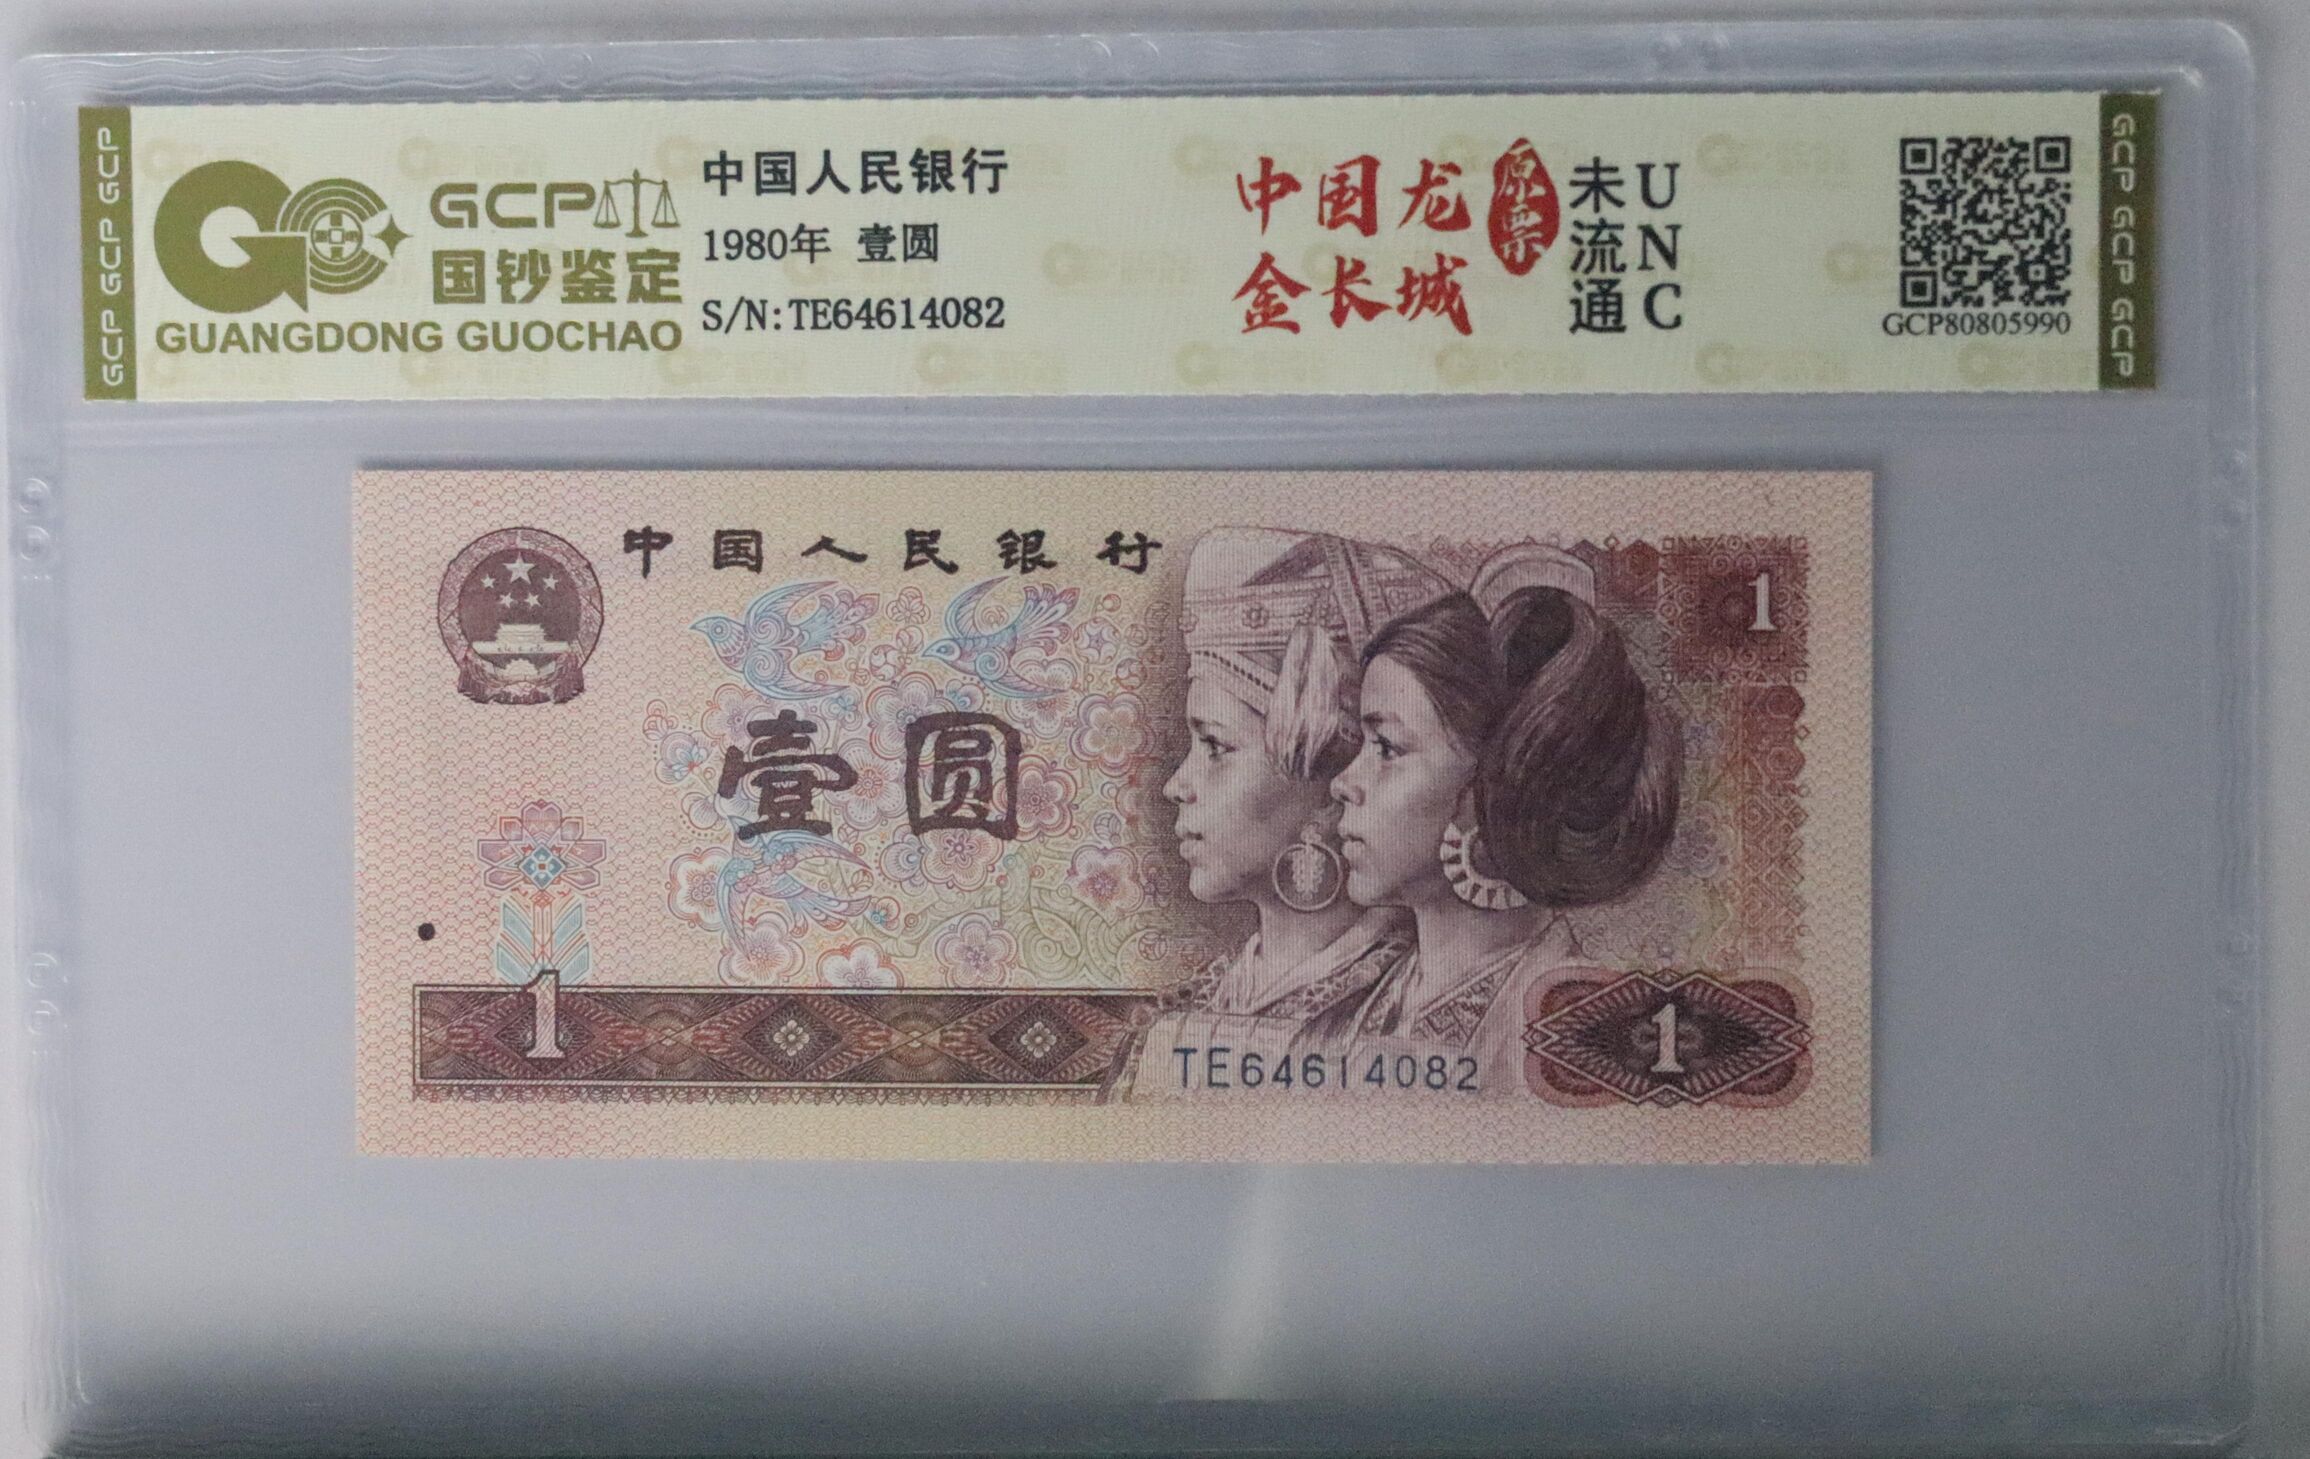 GCP GCP GCP
GCP
国钞鉴定
GUANGDONG GUOCHAO
中国人民银行
1980年 壹圆
S/N:TE64614082
中国龙
金长城
原票
未流通
UNC
GCP80805990
GCP GCP GCP
中国人民银行
1
壹圆
1
TE64614082
1